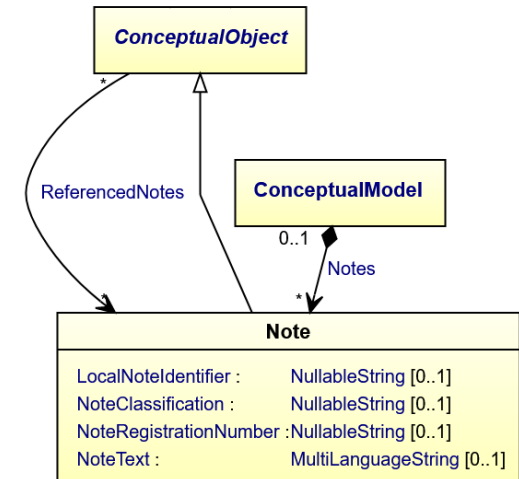 ConceptualObject
*
ReferencedNotes
ConceptualModel
0..1
Notes
*
*
Note
LocalNoteIdentifier : NullableString [0..1]
NoteClassification : NullableString [0..1]
NoteRegistrationNumber : NullableString [0..1]
NoteText : MultiLanguageString [0..1]